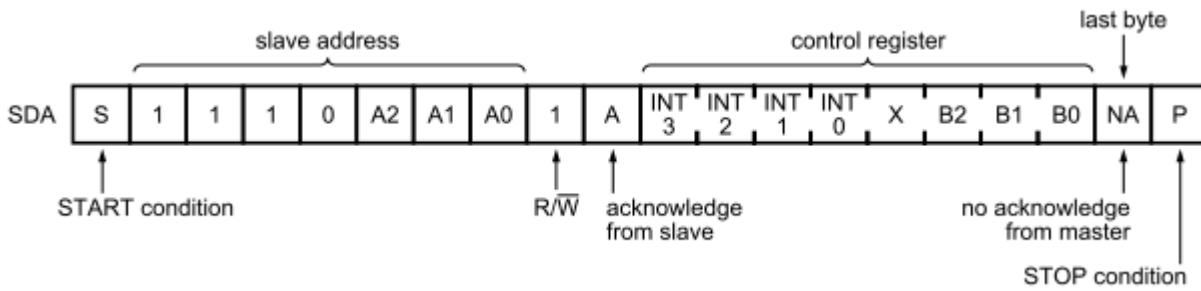 last byte
slave address
control register
SDA S 1 1 1 0 A2 A1 A0 1 A INT 3 INT 2 INT 1 INT 0 X B2 B1 B0 NA P
START condition
R/W̅
acknowledge
from slave
no acknowledge
from master
STOP condition